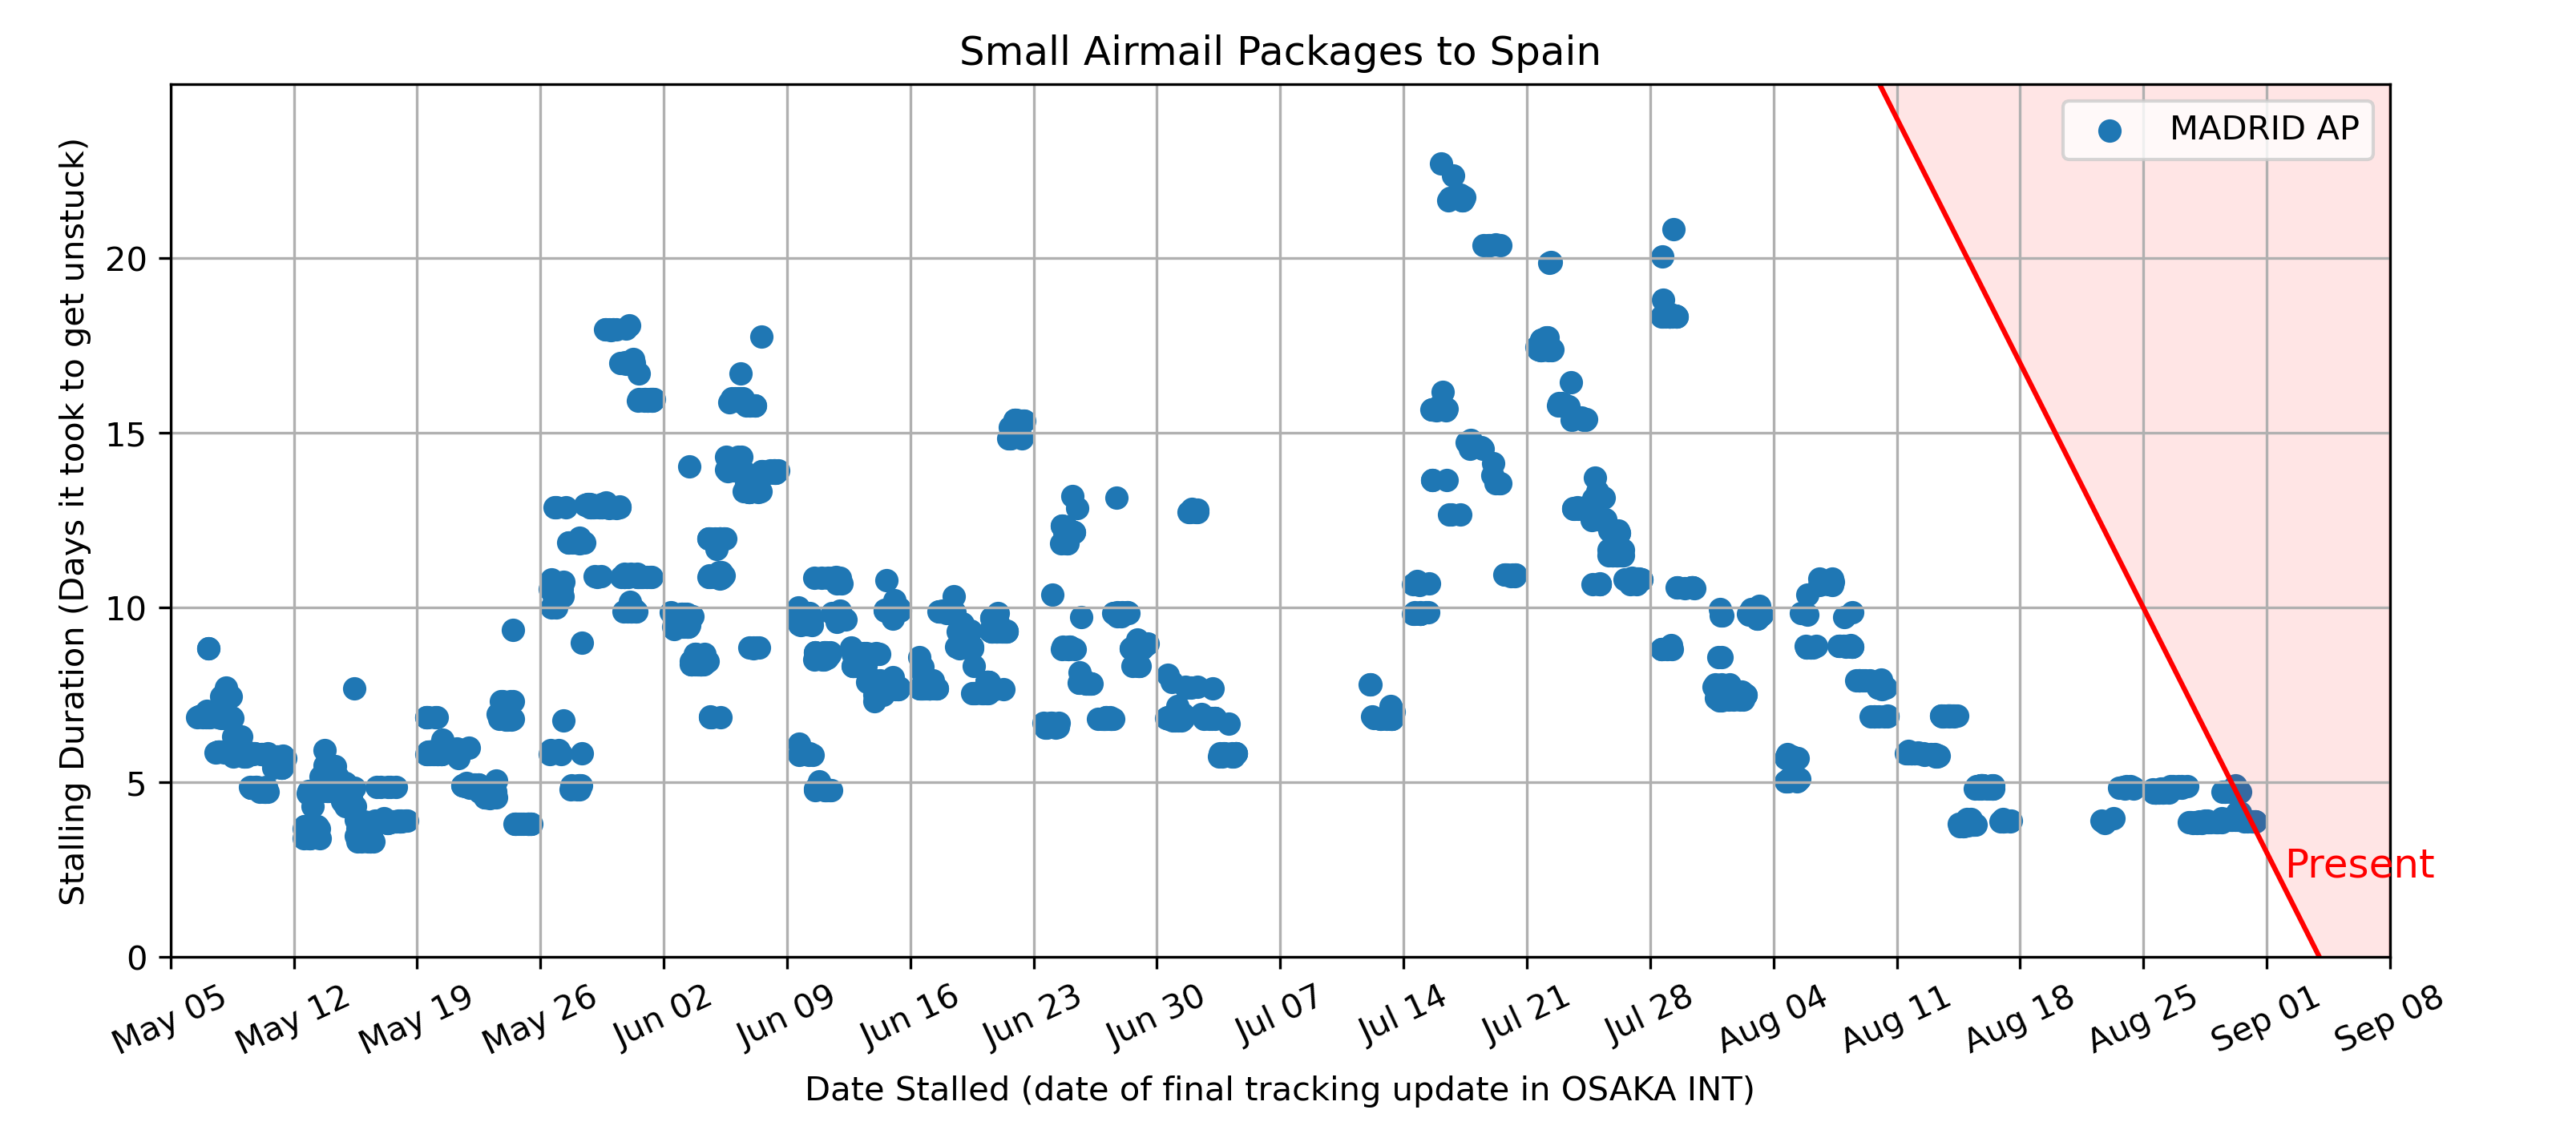 Small Airmail Packages to Spain
MADRID AP
Stalling Duration (Days it took to get unstuck)
20
15
10
5
0
Present
May 05
May 12
May 19
May 26
Jun 02
Jun 09
Jun 16
Jun 23
Jun 30
Jul 07
Jul 14
Jul 21
Jul 28
Aug 04
Aug 11
Aug 18
Aug 25
Sep 01
Sep 08
Date Stalled (date of final tracking update in OSAKA INT)